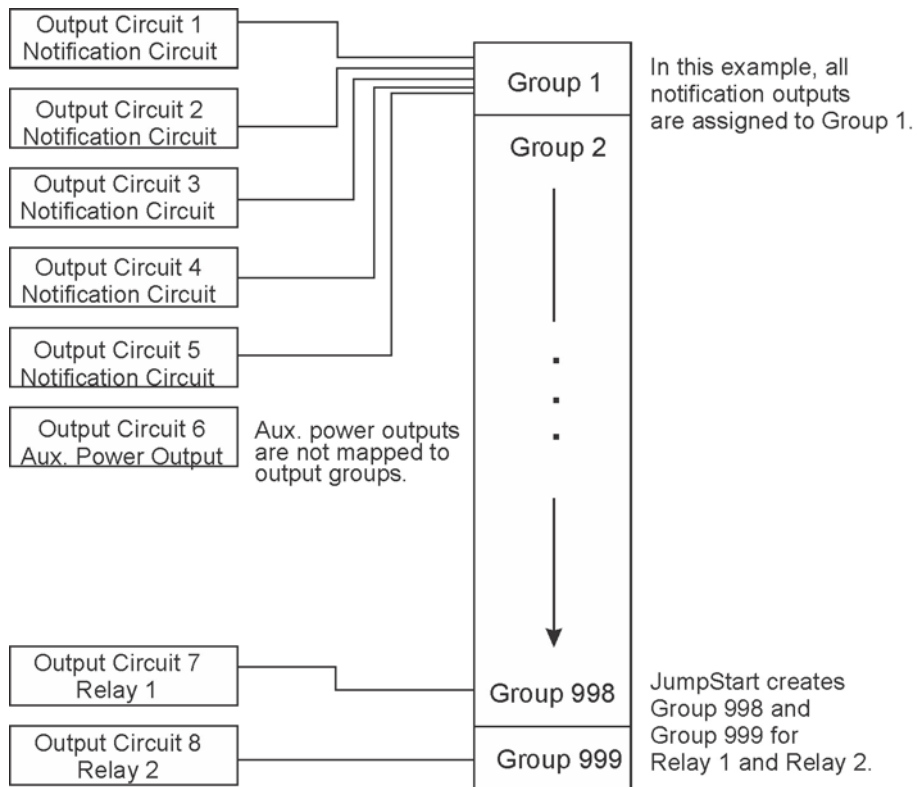 Output Circuit 1
Notification Circuit
Output Circuit 2
Notification Circuit
Output Circuit 3
Notification Circuit
Output Circuit 4
Notification Circuit
Output Circuit 5
Notification Circuit
Output Circuit 6
Aux. Power Output
Aux. power outputs
are not mapped to
output groups.
Output Circuit 7
Relay 1
Output Circuit 8
Relay 2
Group 1
Group 2
Group 998
Group 999
In this example, all
notification outputs
are assigned to Group 1.
JumpStart creates
Group 998 and
Group 999 for
Relay 1 and Relay 2.